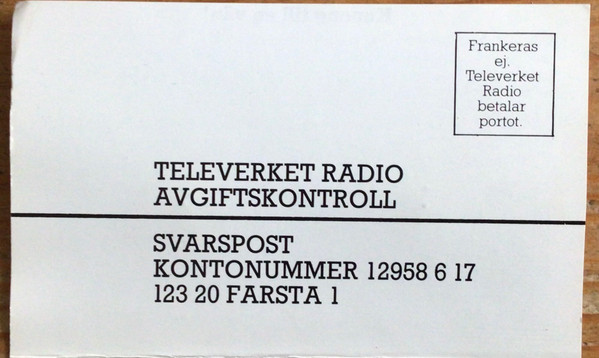 Frankeras
ej.
Televerket
Radio
betalar
portot.
TELEVERKET RADIO
AVGIFTSKONTROLL
SVARSPOST
KONTONUMMER 12958 6 17
123 20 FARSTA 1